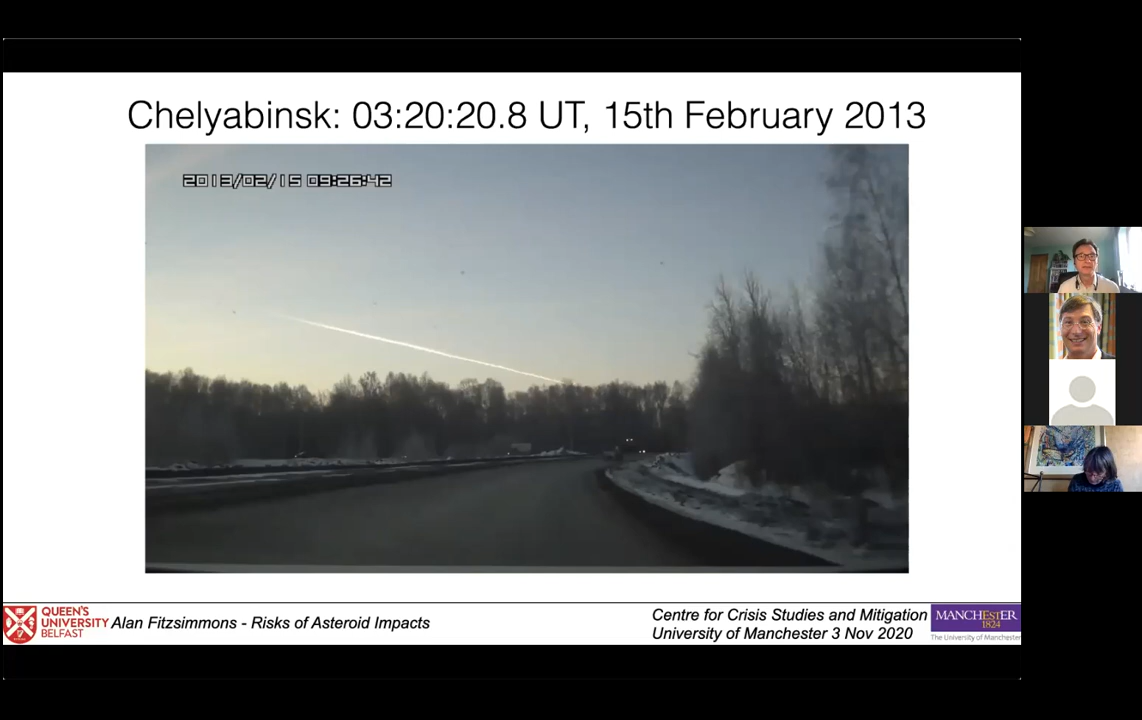 Chelyabinsk: 03:20:20.8 UT, 15th February 2013
2013/02/15 09:26:42
QUEEN'S
UNIVERSITY
BELFAST
Alan Fitzsimmons - Risks of Asteroid Impacts
Centre for Crisis Studies and Mitigation
University of Manchester 3 Nov 2020
MANCHESTER
1824
The University of Manchester